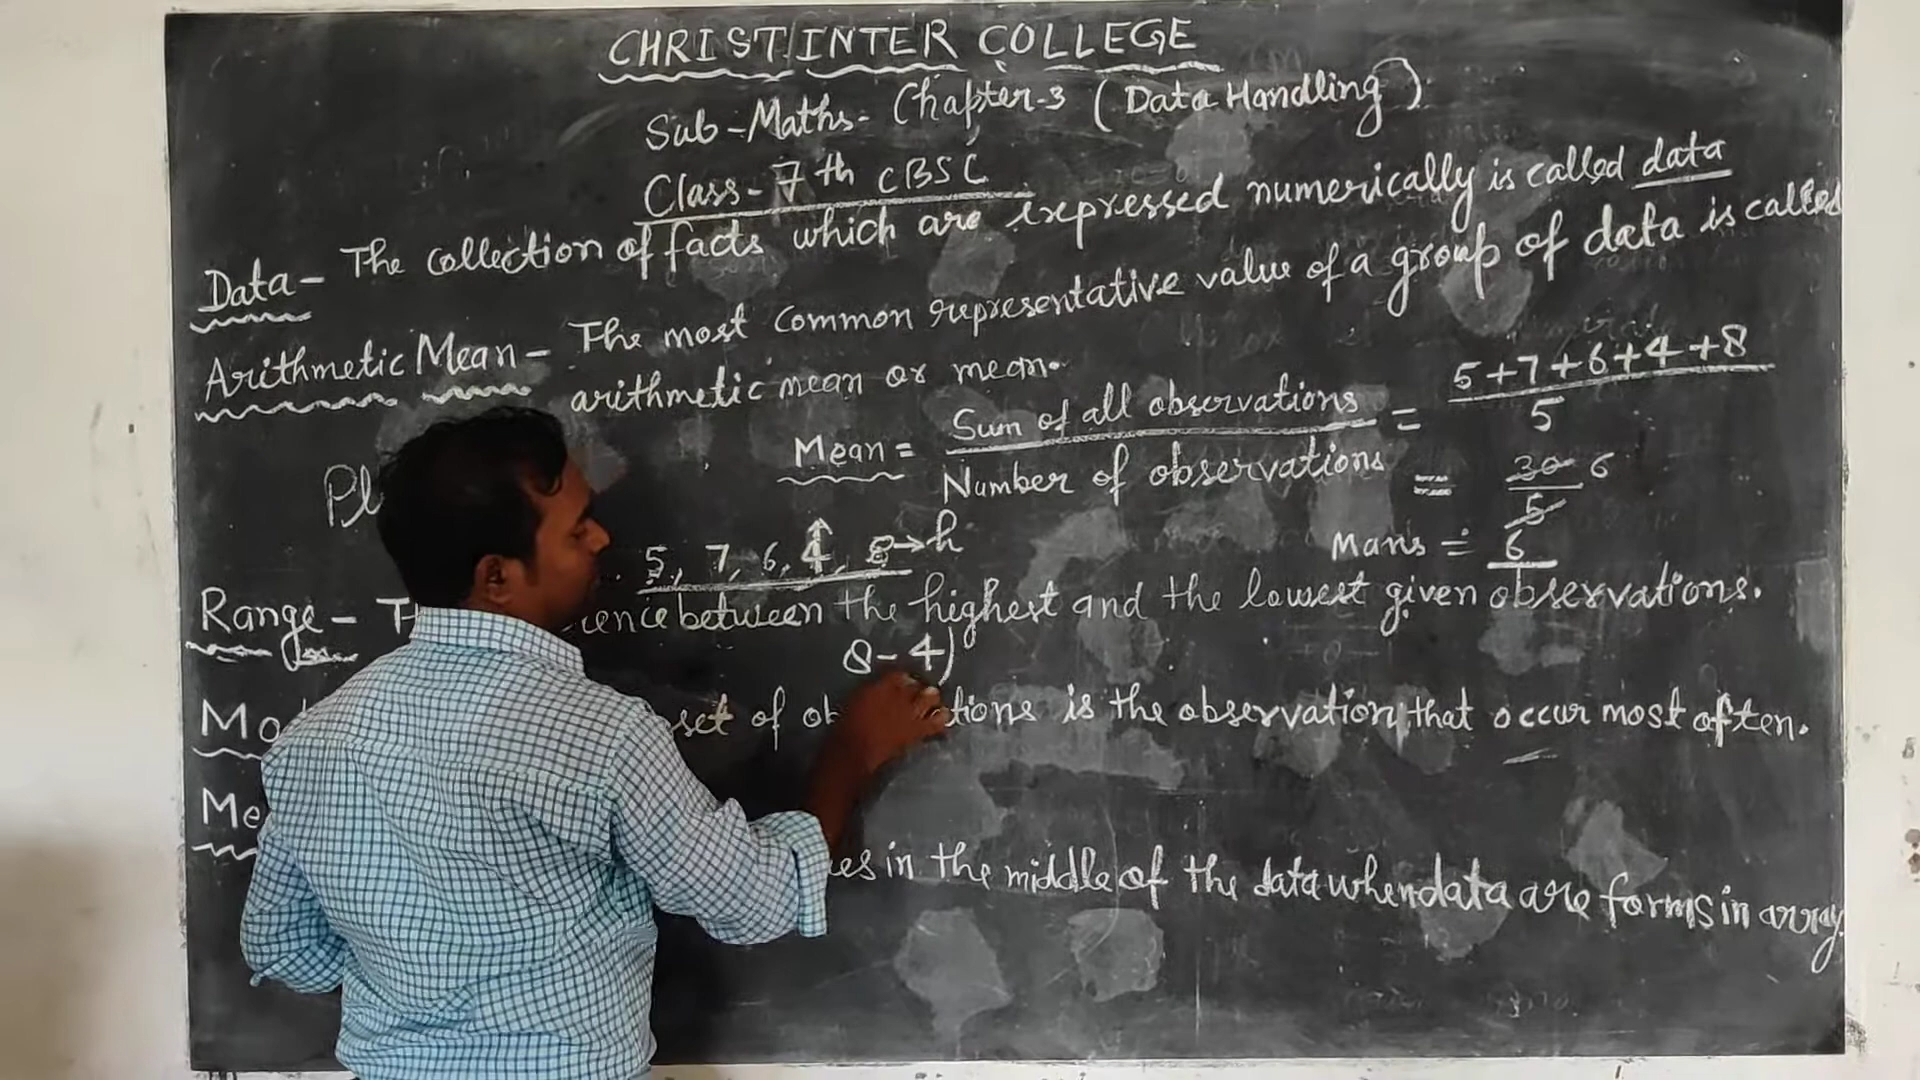 CHRIST INTER COLLEGE
Sub-Maths- Chapter-3 (Data Handling)
Class- 7th CBSC
Data- The collection of facts which are expressed numerically is called data
Arithmetic Mean- The most common representative value of a group of data is called
arithmetic mean or mean.
Mean = Sum of all observations / Number of observations = 5+7+6+4+8 / 5
= 30 / 5 6
Mans = 6
Pl
5, 7, 6, 4, 8→h
Range- between the highest and the lowest given observations.
8-4)
set of is the observation that occur most often.
in the middle of the data when data are forms in array.